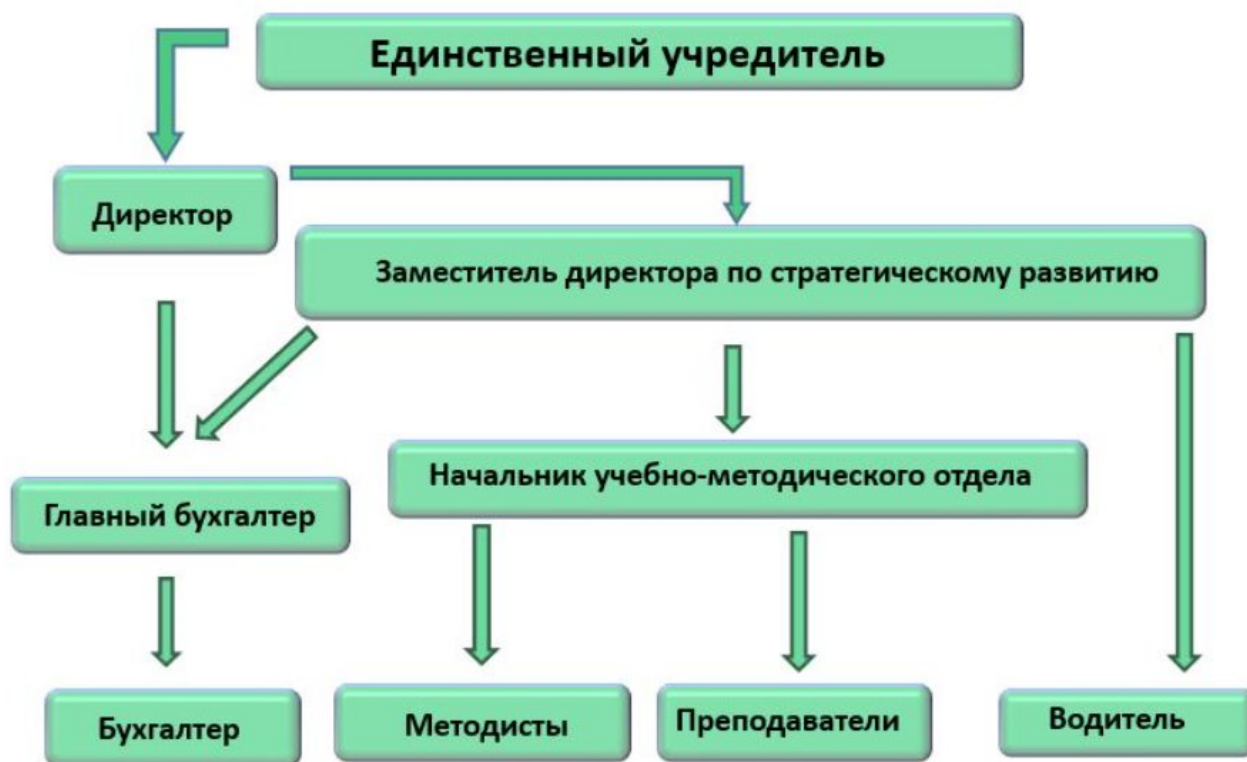 Единственный учредитель
Директор
Заместитель директора по стратегическому развитию
Начальник учебно-методического отдела
Главный бухгалтер
Бухгалтер
Методисты
Преподаватели
Водитель